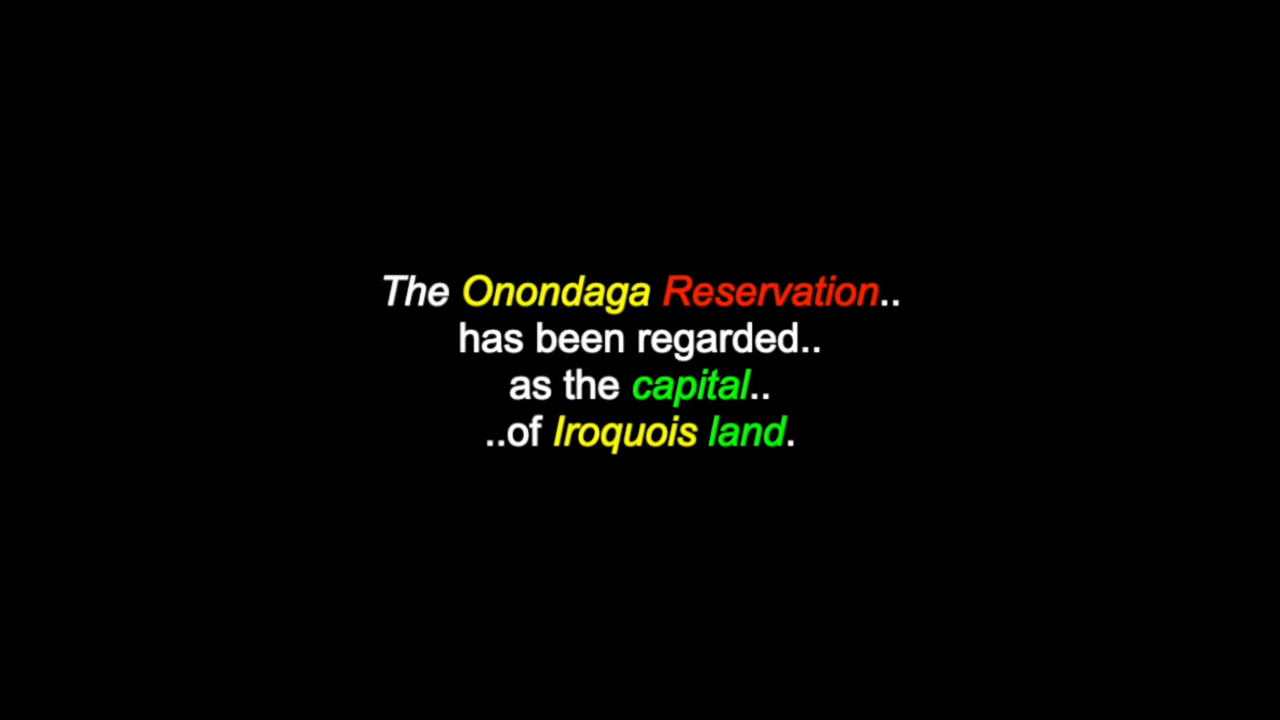 The Onondaga Reservation..
has been regarded..
as the capital..
..of Iroquois land.